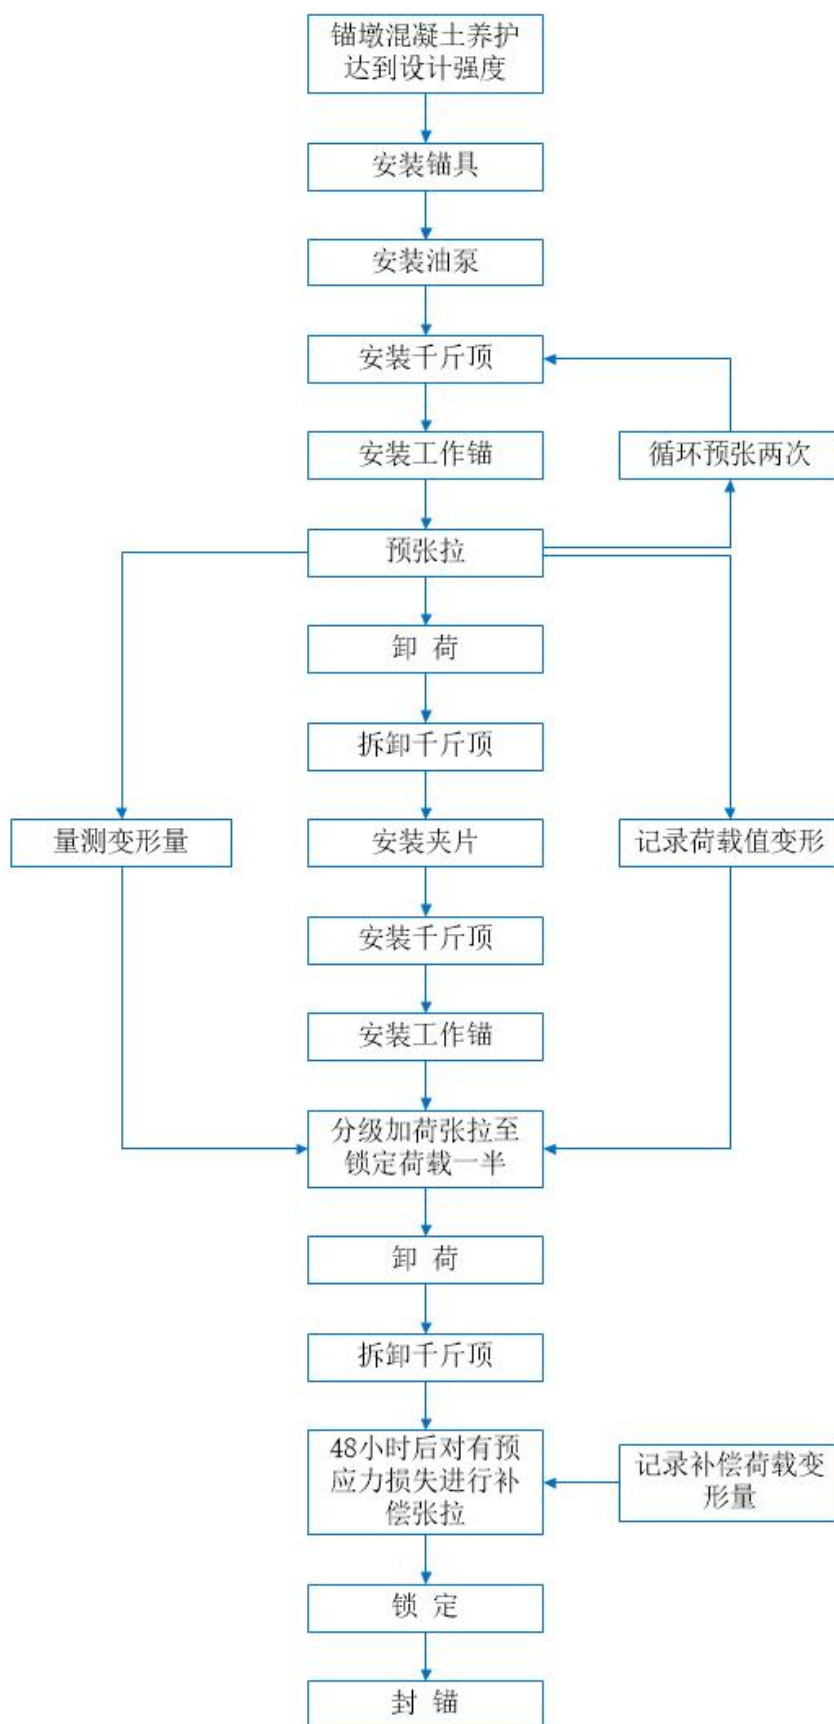 锚墩混凝土养护
达到设计强度
安装锚具
安装油泵
安装千斤顶
安装工作锚
循环预张两次
预张拉
卸 荷
拆卸千斤顶
量测变形量
安装夹片
记录荷载值变形
安装千斤顶
安装工作锚
分级加荷张拉至
锁定荷载一半
卸 荷
拆卸千斤顶
48小时后对有预
应力损失进行补
偿张拉
记录补偿荷载变
形量
锁 定
封 锚